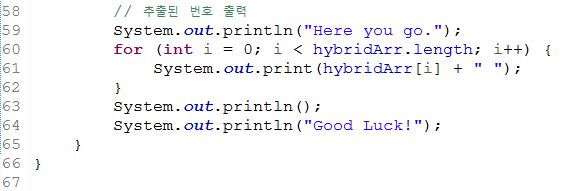 58 // 추출된 번호 출력
59 System.out.println("Here you go.");
60 for (int i = 0; i < hybridArr.length; i++) {
61 System.out.print(hybridArr[i] + " ");
62 }
63 System.out.println();
64 System.out.println("Good Luck!");
65 }
66 }
67